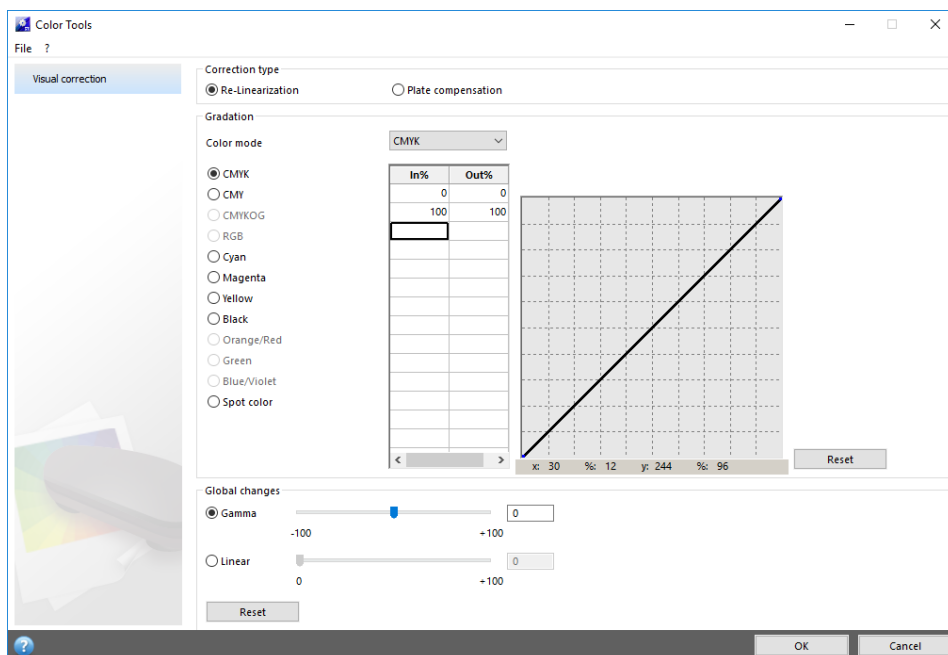 Color Tools
File ?
Visual correction
Correction type
Re-Linearization Plate compensation
Gradation
Color mode CMYK
CMYK
CMY
CMYKOG
RGB
Cyan
Magenta
Yellow
Black
Orange/Red
Green
Blue/Violet
Spot color
In% Out%
0 0
100 100
x: 30 %: 12 y: 244 %: 96
Reset
Global changes
Gamma 0
-100 +100
Linear 0
0 +100
Reset
? OK Cancel